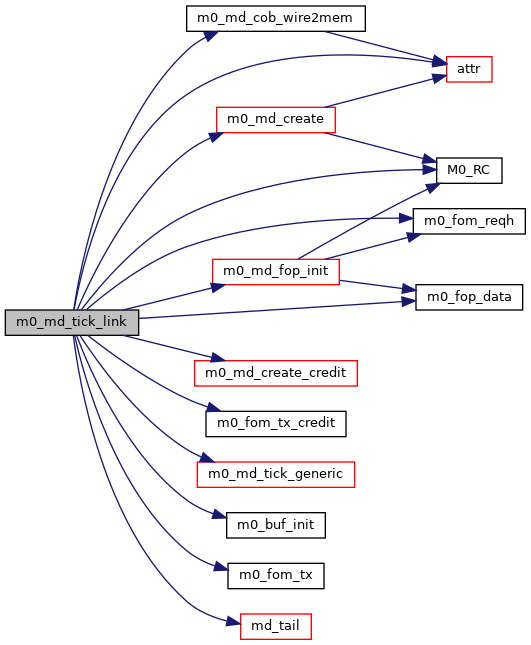 m0_md_cob_wire2mem
attr
m0_md_create
M0_RC
m0_fom_reqh
m0_md_fop_init
m0_fop_data
m0_md_tick_link
m0_md_create_credit
m0_fom_tx_credit
m0_md_tick_generic
m0_buf_init
m0_fom_tx
md_tail